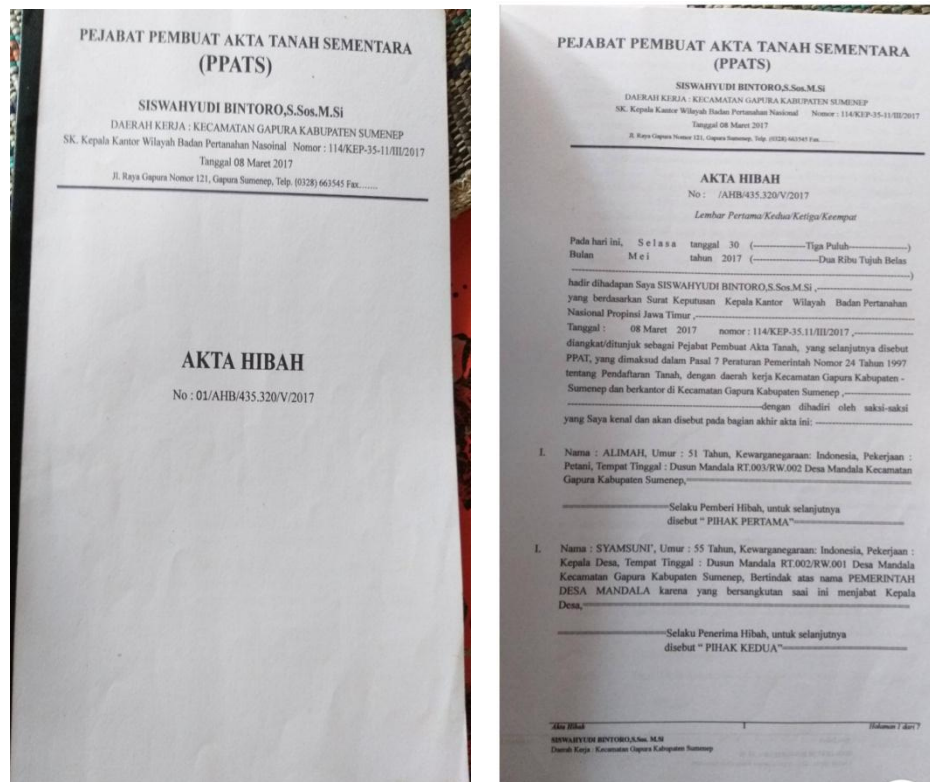 PEJABAT PEMBUAT AKTA TANAH SEMENTARA
(PPATS)
SISWAHYUDI BINTORO,S.Sos.M.Si
DAERAH KERJA : KECAMATAN GAPURA KABUPATEN SUMENEP
SK. Kepala Kantor Wilayah Badan Pertanahan Nasoinal Nomor : 114/KEP-35-11/III/2017
Tanggal 08 Maret 2017
Jl. Raya Gapura Nomor 121, Gapura Sumenep, Telp. (0328) 663545 Fax.......
AKTA HIBAH
No : 01/AHB/435.320/V/2017
PEJABAT PEMBUAT AKTA TANAH SEMENTARA
(PPATS)
SISWAHYUDI BINTORO,S.Sos.M.Si
DAERAH KERJA : KECAMATAN GAPURA KABUPATEN SUMENEP
SK. Kepala Kantor Wilayah Badan Pertanahan Nasional Nomor : 114/KEP-35-11/III/2017
Tanggal 08 Maret 2017
Jl. Raya Gapura Nomor 121, Gapura Sumenep, Telp. (0328) 663545 Fax.......
AKTA HIBAH
No : /AHB/435.320/V/2017
Lembar Pertama/Kedua/Ketiga/Keempat
Pada hari ini, S e l a s a tanggal 30 (---------------Tiga Puluh---------------)
Bulan M e i tahun 2017 (------------------Dua Ribu Tujuh Belas
------------------------------------------------------------)
hadir dihadapan Saya SISWAHYUDI BINTORO,S.Sos.M.Si ,--------------------
yang berdasarkan Surat Keputusan Kepala Kantor Wilayah Badan Pertanahan
Nasional Propinsi Jawa Timur ,------------------------------
Tanggal : 08 Maret 2017 nomor : 114/KEP-35.11/III/2017 ,---------------
diangkat/ditunjuk sebagai Pejabat Pembuat Akta Tanah, yang selanjutnya disebut
PPAT, yang dimaksud dalam Pasal 7 Peraturan Pemerintah Nomor 24 Tahun 1997
tentang Pendaftaran Tanah, dengan daerah kerja Kecamatan Gapura Kabupaten -
Sumenep dan berkantor di Kecamatan Gapura Kabupaten Sumenep ,---------------
------------------------------dengan dihadiri oleh saksi-saksi
yang Saya kenal dan akan disebut pada bagian akhir akta ini: --------------------
I. Nama : ALIMAH, Umur : 51 Tahun, Kewarganegaraan: Indonesia, Pekerjaan :
Petani, Tempat Tinggal : Dusun Mandala RT.003/RW.002 Desa Mandala Kecamatan
Gapura Kabupaten Sumenep,------------------------------
--------------------Selaku Pemberi Hibah, untuk selanjutnya
disebut “ PIHAK PERTAMA”--------------------
I. Nama : SYAMSUNI’, Umur : 55 Tahun, Kewarganegaraan: Indonesia, Pekerjaan :
Kepala Desa, Tempat Tinggal : Dusun Mandala RT.002/RW.001 Desa Mandala
Kecamatan Gapura Kabupaten Sumenep, Bertindak atas nama PEMERINTAH
DESA MANDALA karena yang bersangkutan saai ini menjabat Kepala
Desa,------------------------------
--------------------Selaku Penerima Hibah, untuk selanjutnya
disebut “ PIHAK KEDUA”--------------------
Akta Hibah 1 Halaman 1 dari 7
SISWAHYUDI BINTORO,S.Sos. M.Si
Daerah Kerja : Kecamatan Gapura Kabupaten Sumenep